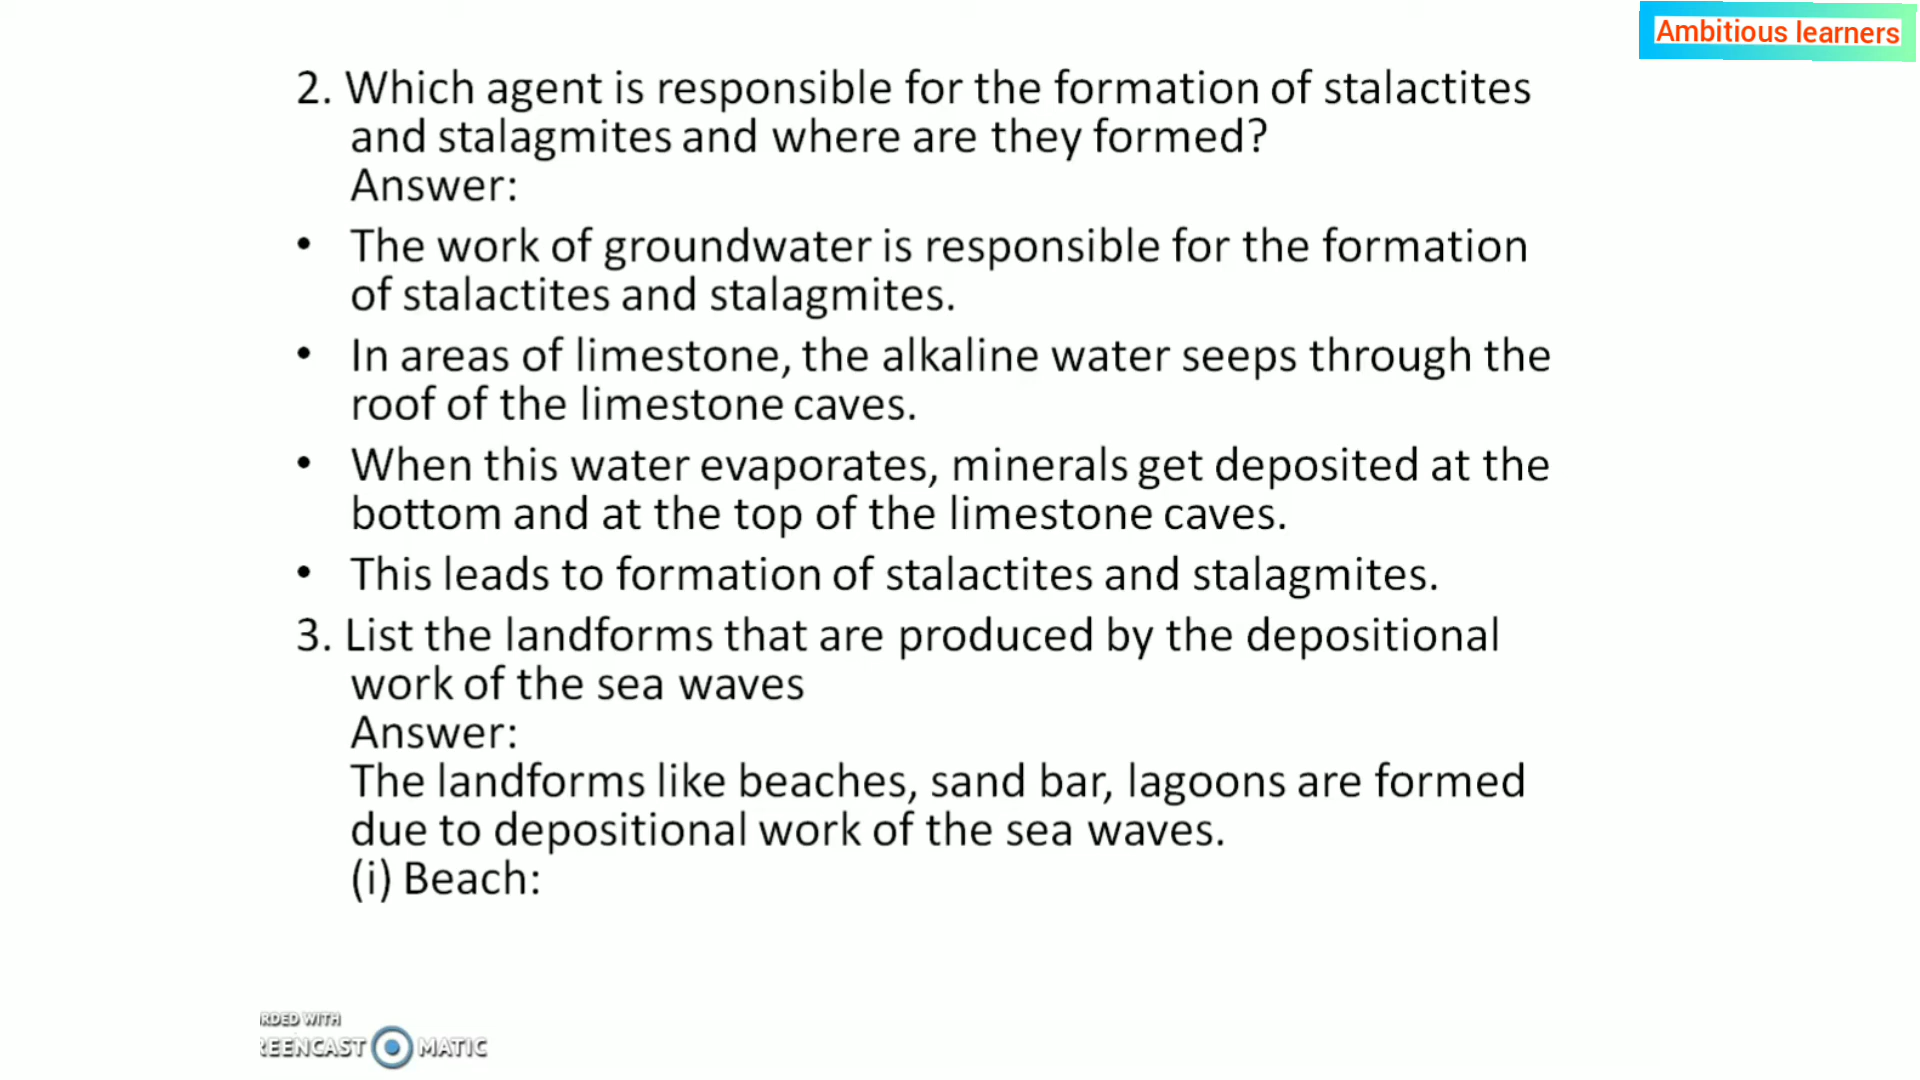 Ambitious learners
2. Which agent is responsible for the formation of stalactites
and stalagmites and where are they formed?
Answer:
• The work of groundwater is responsible for the formation
of stalactites and stalagmites.
• In areas of limestone, the alkaline water seeps through the
roof of the limestone caves.
• When this water evaporates, minerals get deposited at the
bottom and at the top of the limestone caves.
• This leads to formation of stalactites and stalagmites.
3. List the landforms that are produced by the depositional
work of the sea waves
Answer:
The landforms like beaches, sand bar, lagoons are formed
due to depositional work of the sea waves.
(i) Beach:
RDED WITH
REENCAST MATIC